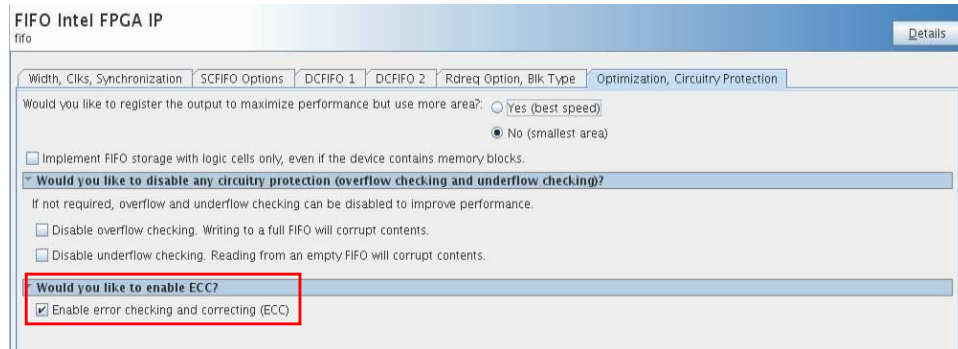 FIFO Intel FPGA IP
fifo
Details
Width, Clks, Synchronization SCFIFO Options DCFIFO 1 DCFIFO 2 Rdreq Option, Blk Type Optimization, Circuitry Protection
Would you like to register the output to maximize performance but use more area?: Yes (best speed)
No (smallest area)
Implement FIFO storage with logic cells only, even if the device contains memory blocks.
Would you like to disable any circuitry protection (overflow checking and underflow checking)?
If not required, overflow and underflow checking can be disabled to improve performance.
Disable overflow checking. Writing to a full FIFO will corrupt contents.
Disable underflow checking. Reading from an empty FIFO will corrupt contents.
Would you like to enable ECC?
Enable error checking and correcting (ECC)